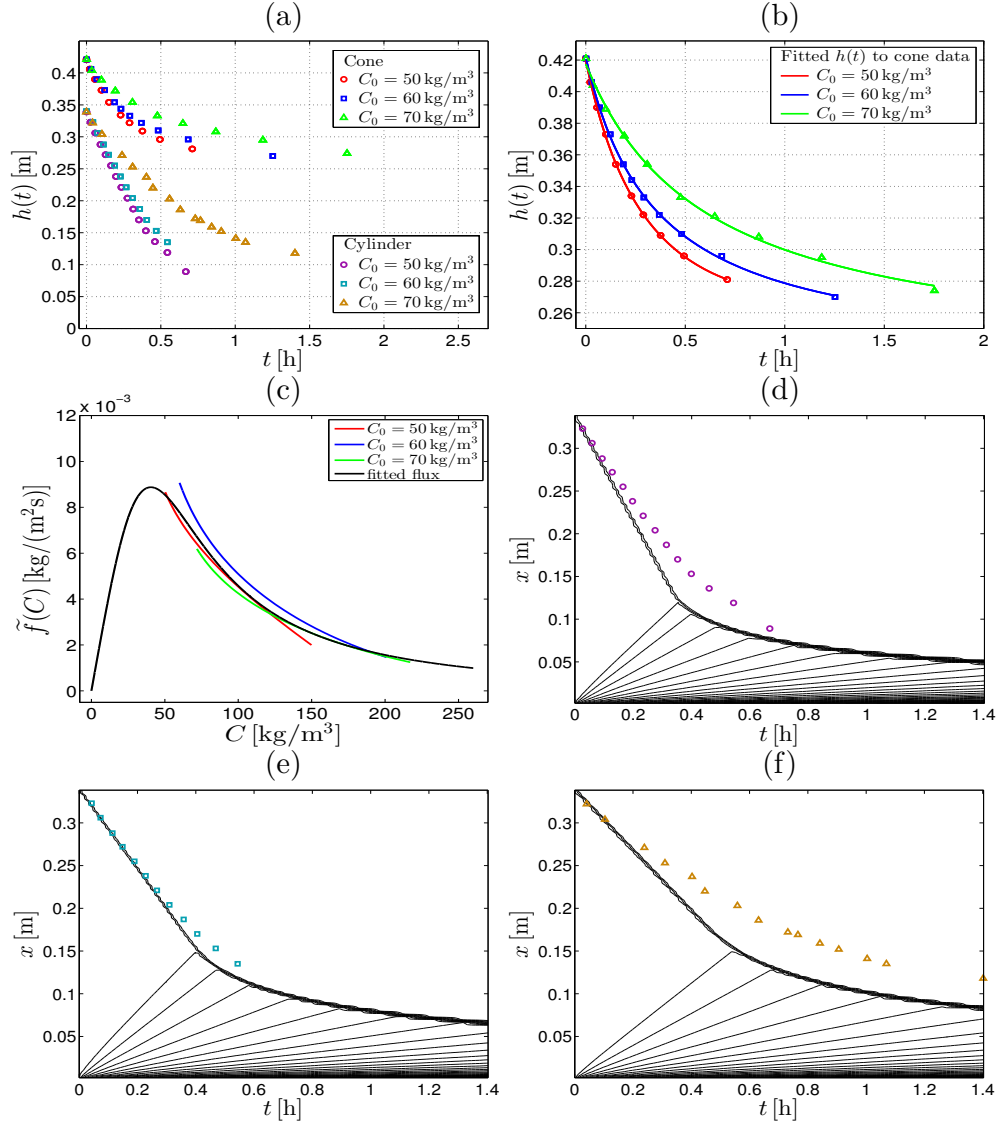 (a)
0.4
0.35
0.3
0.25
0.2
0.15
0.1
0.05
0
h(t) [m]
Cone
C₀ = 50 kg/m³
C₀ = 60 kg/m³
C₀ = 70 kg/m³
Cylinder
C₀ = 50 kg/m³
C₀ = 60 kg/m³
C₀ = 70 kg/m³
0 0.5 1 1.5 2 2.5
t [h]
(b)
0.42
0.4
0.38
0.36
0.34
0.32
0.3
0.28
0.26
h(t) [m]
Fitted h(t) to cone data
C₀ = 50 kg/m³
C₀ = 60 kg/m³
C₀ = 70 kg/m³
0 0.5 1 1.5 2
t [h]
(c)
x 10⁻³
12
10
8
6
4
2
0
f̃(C) [kg/(m²s)]
C₀ = 50 kg/m³
C₀ = 60 kg/m³
C₀ = 70 kg/m³
fitted flux
0 50 100 150 200 250
C [kg/m³]
(d)
0.3
0.25
0.2
0.15
0.1
0.05
x [m]
0 0.2 0.4 0.6 0.8 1 1.2 1.4
t [h]
(e)
0.3
0.25
0.2
0.15
0.1
0.05
x [m]
0 0.2 0.4 0.6 0.8 1 1.2 1.4
t [h]
(f)
0.3
0.25
0.2
0.15
0.1
0.05
x [m]
0 0.2 0.4 0.6 0.8 1 1.2 1.4
t [h]